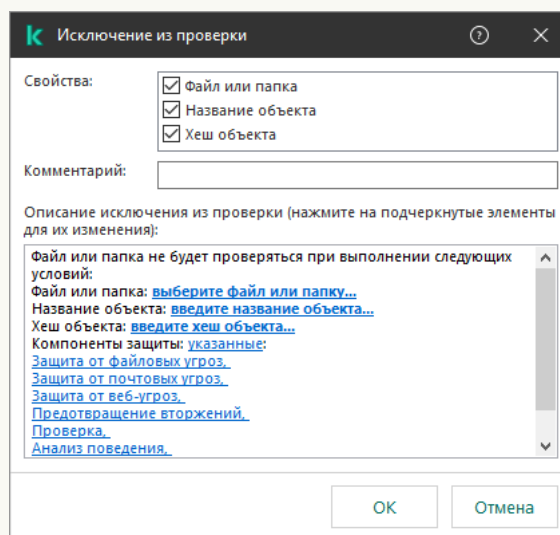 Исключение из проверки
Свойства:
Файл или папка
Название объекта
Хеш объекта
Комментарий:
Описание исключения из проверки (нажмите на подчеркнутые элементы
для их изменения):
Файл или папка не будет проверяться при выполнении следующих
условий:
Файл или папка: выберите файл или папку...
Название объекта: введите название объекта...
Хеш объекта: введите хеш объекта...
Компоненты защиты: указанные:
Защита от файловых угроз,
Защита от почтовых угроз,
Защита от веб-угроз,
Предотвращение вторжений,
Проверка,
Анализ поведения,
ОК
Отмена